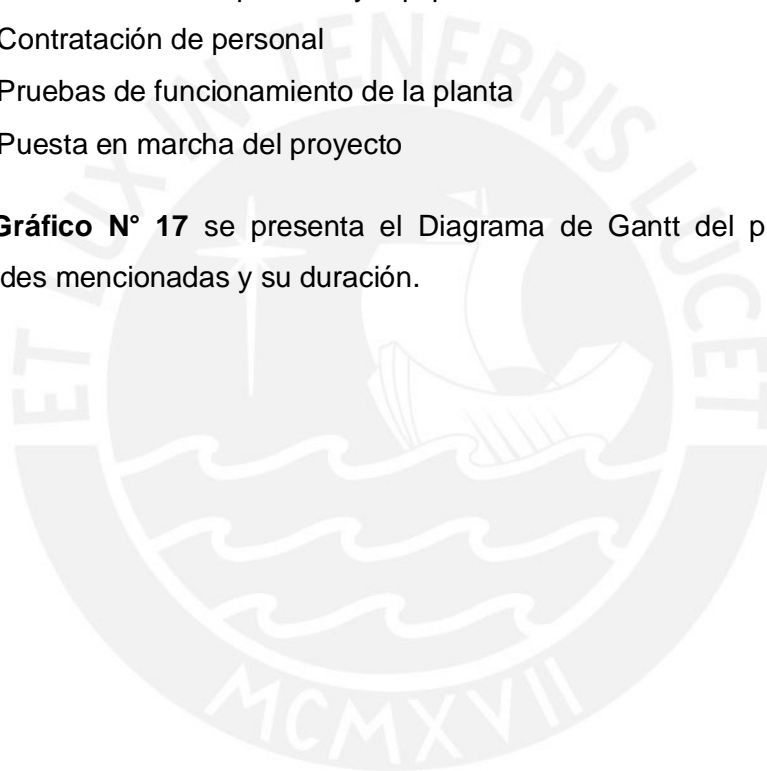 Contratación de personal
Pruebas de funcionamiento de la planta
Puesta en marcha del proyecto
Gráfico N° 17 se presenta el Diagrama de Gantt del p
des mencionadas y su duración.
ET LUX IN TENEBRIS LUCET
MCMXVII